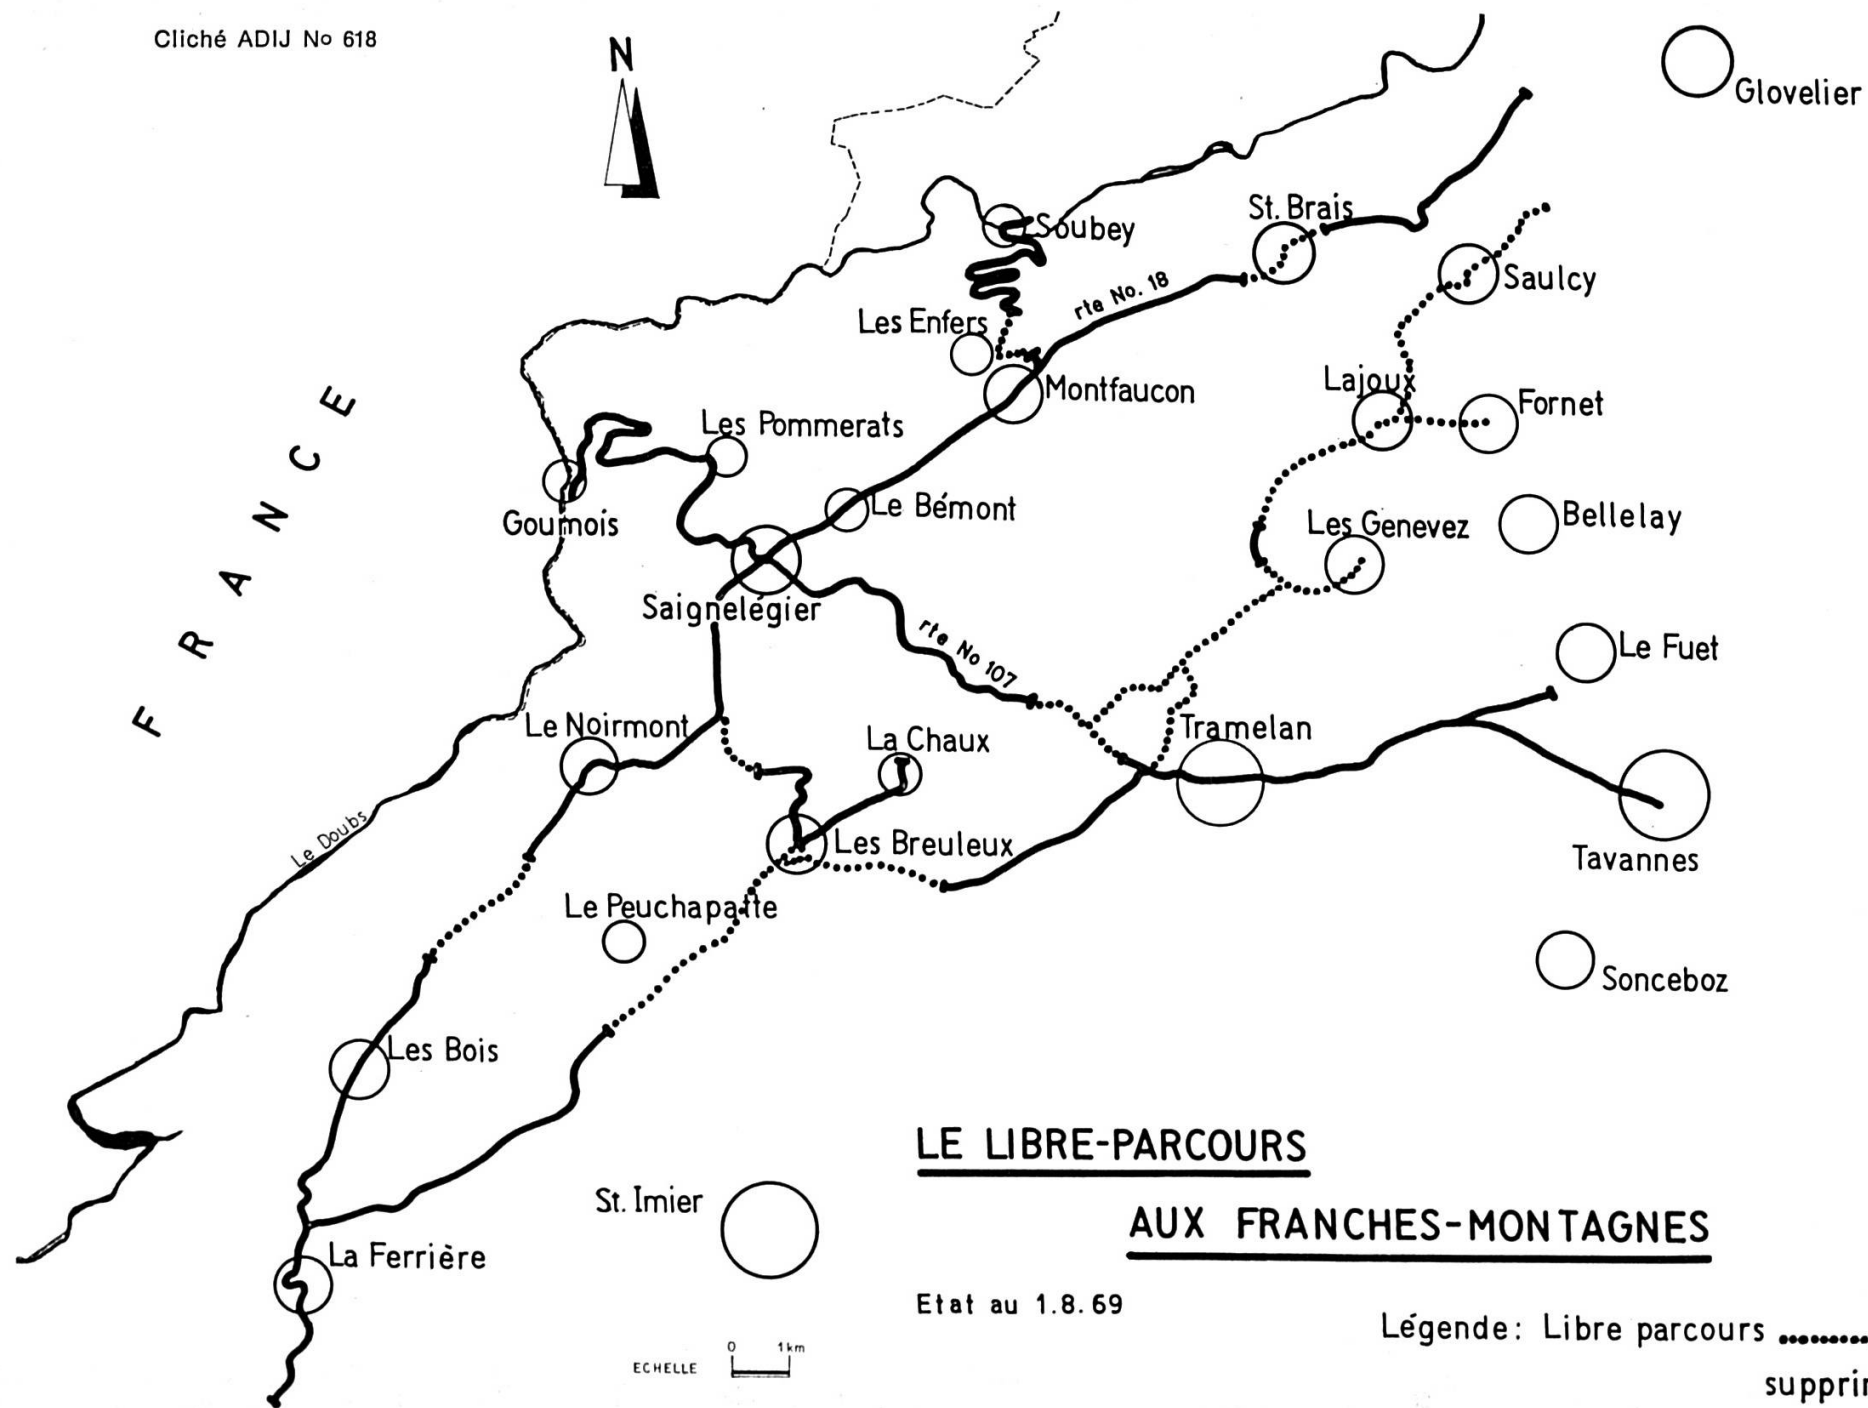 Cliché ADIJ No 618
N
Glovelier
Soubey
St. Brais
Saulcy
rte No. 18
Les Enfers
Montfaucon
Lajoux
Fornet
Les Pommerats
Le Bémont
Goumois
Les Genevez
Bellelay
FRANCE
Saignelégier
rte No 107
Le Fuet
Le Noirmont
La Chaux
Tramelan
Le Doubs
Les Breuleux
Tavannes
Le Peuchapatte
Sonceboz
Les Bois
LE LIBRE-PARCOURS
AUX FRANCHES-MONTAGNES
St. Imier
La Ferrière
Etat au 1.8.69
Légende: Libre parcours
ECHELLE 0 1km